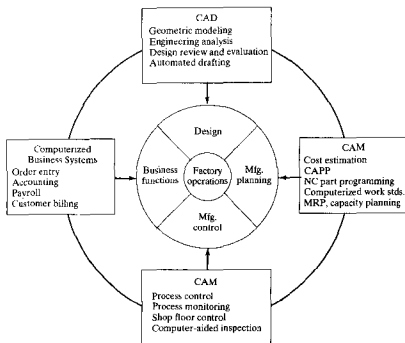 CAD
Geometric modeling
Engineering analysis
Design review and evaluation
Automated drafting
Computerized
Business Systems
Order entry
Accounting
Payroll
Customer billing
Design
Business
functions
Factory
operations
Mfg.
planning
Mfg.
control
CAM
Cost estimation
CAPP
NC part programming
Computerized work stds.
MRP, capacity planning
CAM
Process control
Process monitoring
Shop floor control
Computer-aided inspection